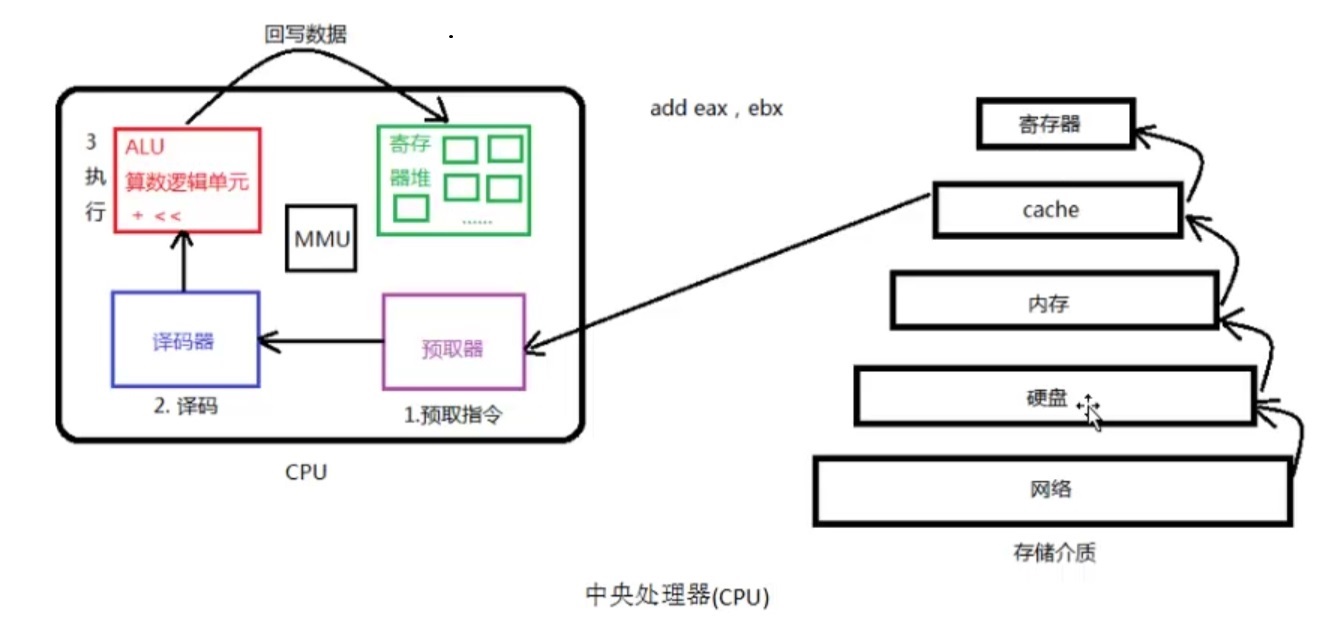 回写数据
add eax , ebx
3
执
行
ALU
算数逻辑单元
+ <<
MMU
寄存
器堆
......
译码器
2. 译码
预取器
1.预取指令
CPU
寄存器
cache
内存
硬盘
网络
存储介质
中央处理器(CPU)